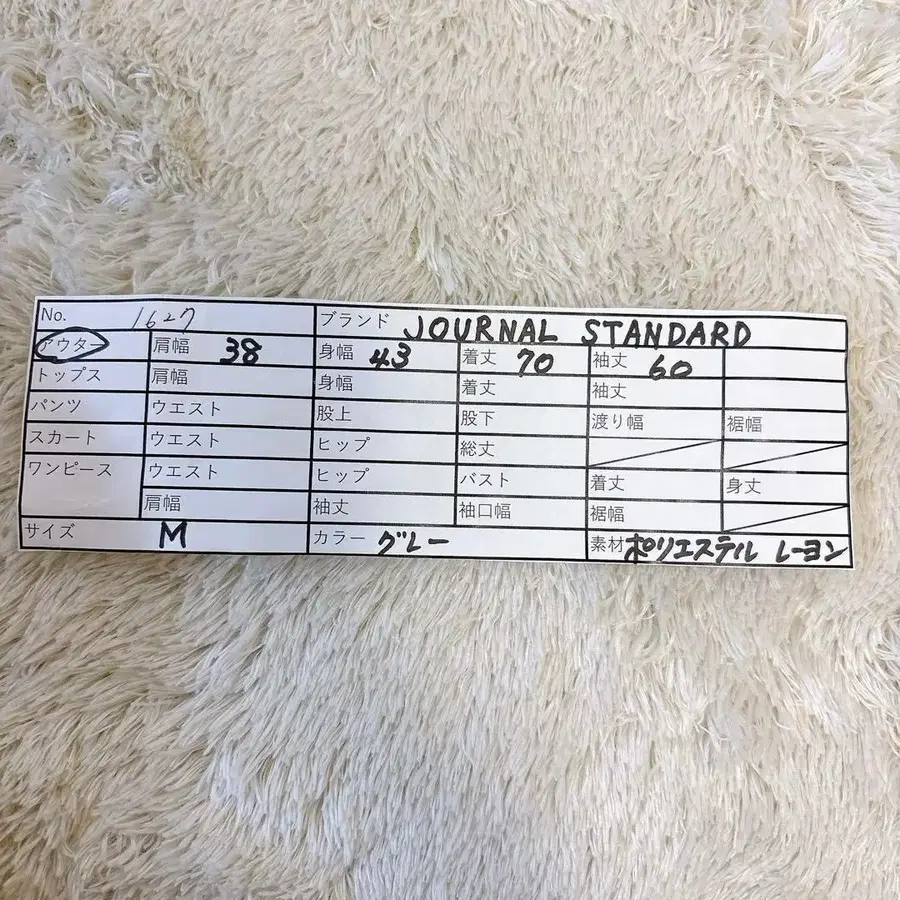 No. 1627 ブランド JOURNAL STANDARD
アウター 肩幅 38 身幅 43 着丈 70 袖丈 60
トップス 肩幅 身幅 着丈 袖丈
パンツ ウエスト 股上 股下 渡り幅 裾幅
スカート ウエスト ヒップ 総丈
ワンピース ウエスト ヒップ バスト 着丈 身丈
肩幅 袖丈 袖口幅 裾幅
サイズ M カラー グレー 素材 ポリエステル レーヨン